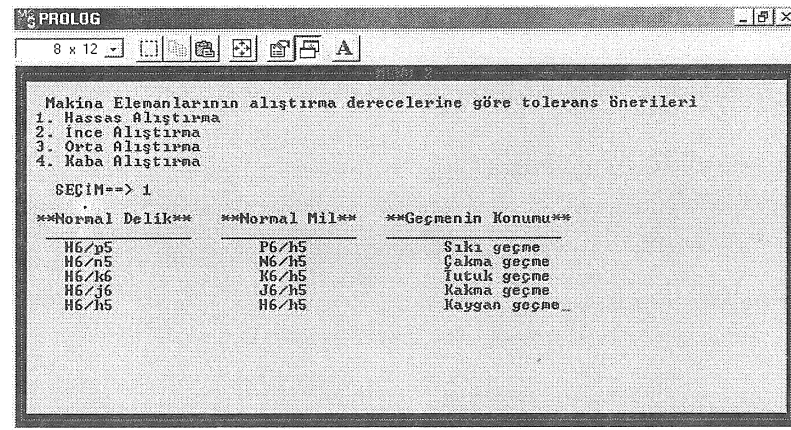 PROLOG
8 x 12
A
Makina Elemanlarının alıştırma derecelerine göre tolerans önerileri
1. Hassas Alıştırma
2. İnce Alıştırma
3. Orta Alıştırma
4. Kaba Alıştırma
SEÇİM==> 1
**Normal Delik** **Normal Mil** **Geçmenin Konumu**
H6/p5 P6/h5 Sıkı geçme
H6/n5 N6/h5 Çakma geçme
H6/k6 K6/h5 Tutuk geçme
H6/j6 J6/h5 Kakma geçme
H6/h5 H6/h5 Kaygan geçme_